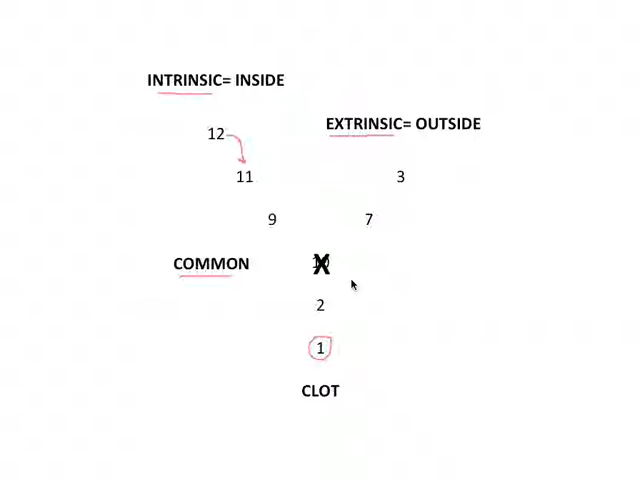 INTRINSIC= INSIDE
EXTRINSIC= OUTSIDE
12
11
3
9
7
COMMON
X
2
1
CLOT